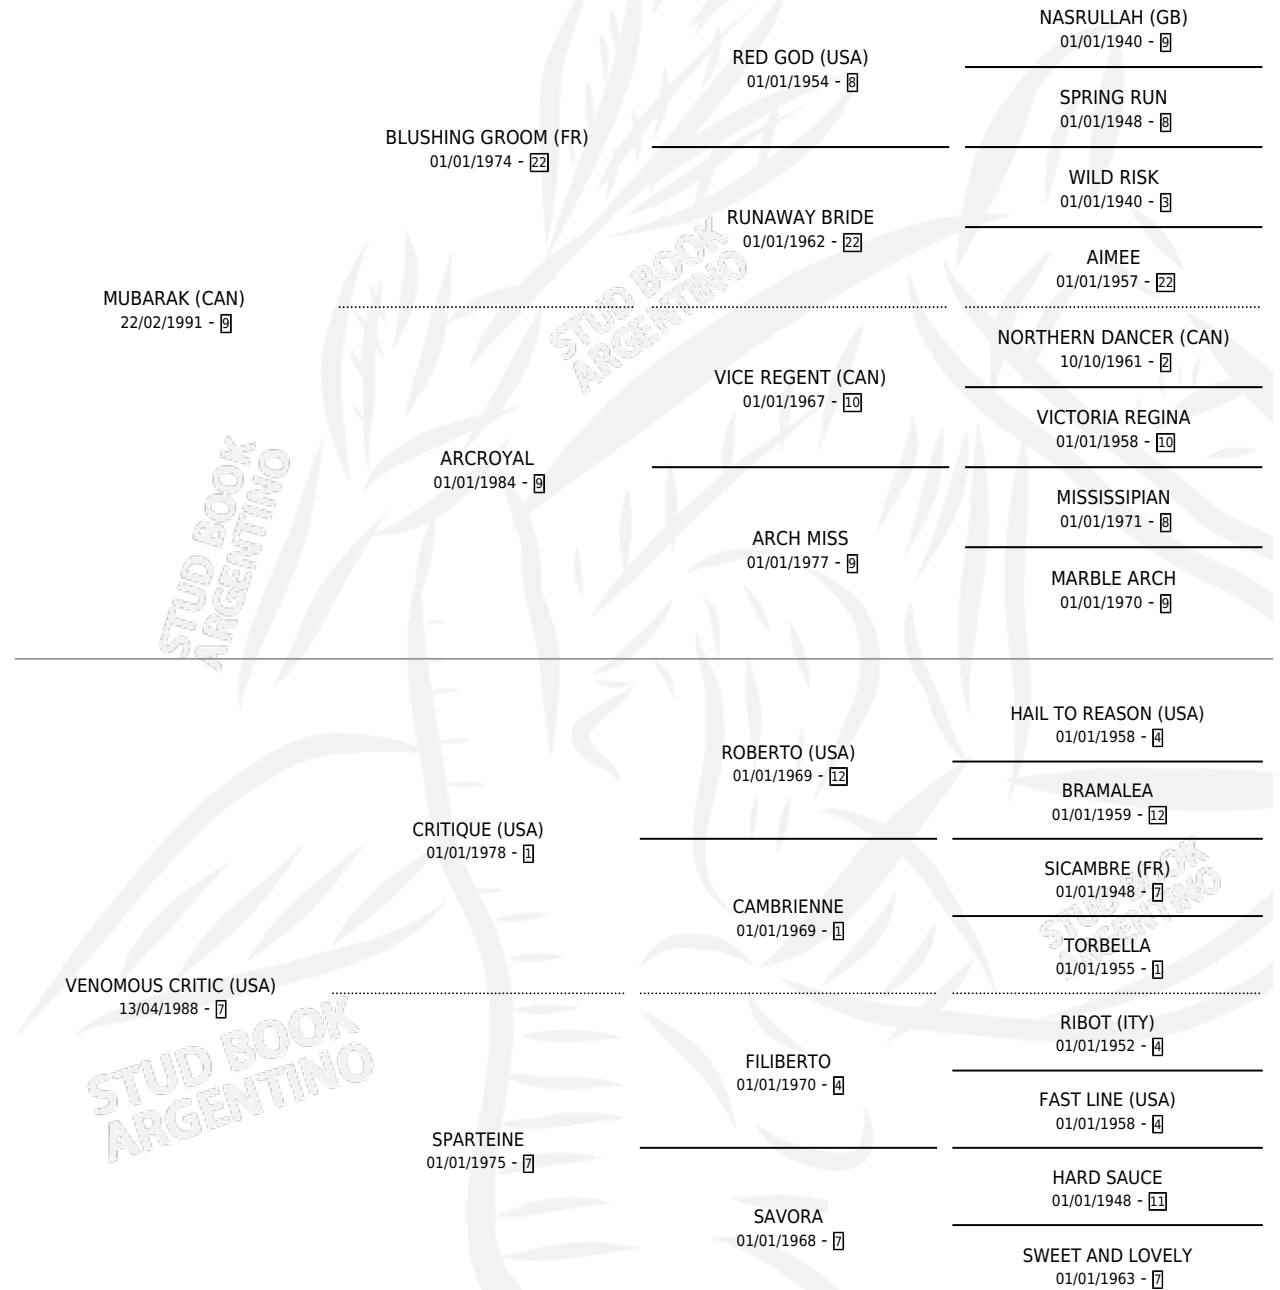 NASRULLAH (GB)
01/01/1940 - 9
RED GOD (USA)
01/01/1954 - 8
SPRING RUN
01/01/1948 - 8
BLUSHING GROOM (FR)
01/01/1974 - 22
WILD RISK
01/01/1940 - 3
RUNAWAY BRIDE
01/01/1962 - 22
AIMEE
01/01/1957 - 22
MUBARAK (CAN)
22/02/1991 - 9
NORTHERN DANCER (CAN)
10/10/1961 - 2
VICE REGENT (CAN)
01/01/1967 - 10
VICTORIA REGINA
01/01/1958 - 10
ARCROYAL
01/01/1984 - 9
MISSISSIPIAN
01/01/1971 - 8
ARCH MISS
01/01/1977 - 9
MARBLE ARCH
01/01/1970 - 9
HAIL TO REASON (USA)
01/01/1958 - 4
ROBERTO (USA)
01/01/1969 - 12
BRAMALEA
01/01/1959 - 12
CRITIQUE (USA)
01/01/1978 - 1
SICAMBRE (FR)
01/01/1948 - 7
CAMBRIENNE
01/01/1969 - 1
TORBELLA
01/01/1955 - 1
VENOMOUS CRITIC (USA)
13/04/1988 - 7
RIBOT (ITY)
01/01/1952 - 4
FILIBERTO
01/01/1970 - 4
FAST LINE (USA)
01/01/1958 - 4
SPARTEINE
01/01/1975 - 7
HARD SAUCE
01/01/1948 - 11
SAVORA
01/01/1968 - 7
SWEET AND LOVELY
01/01/1963 - 7
STUD BOOK
ARGENTINO
STUD BOOK
ARGENTINO
STUD BOOK
ARGENTINO
STUD BOOK
ARGENTINO